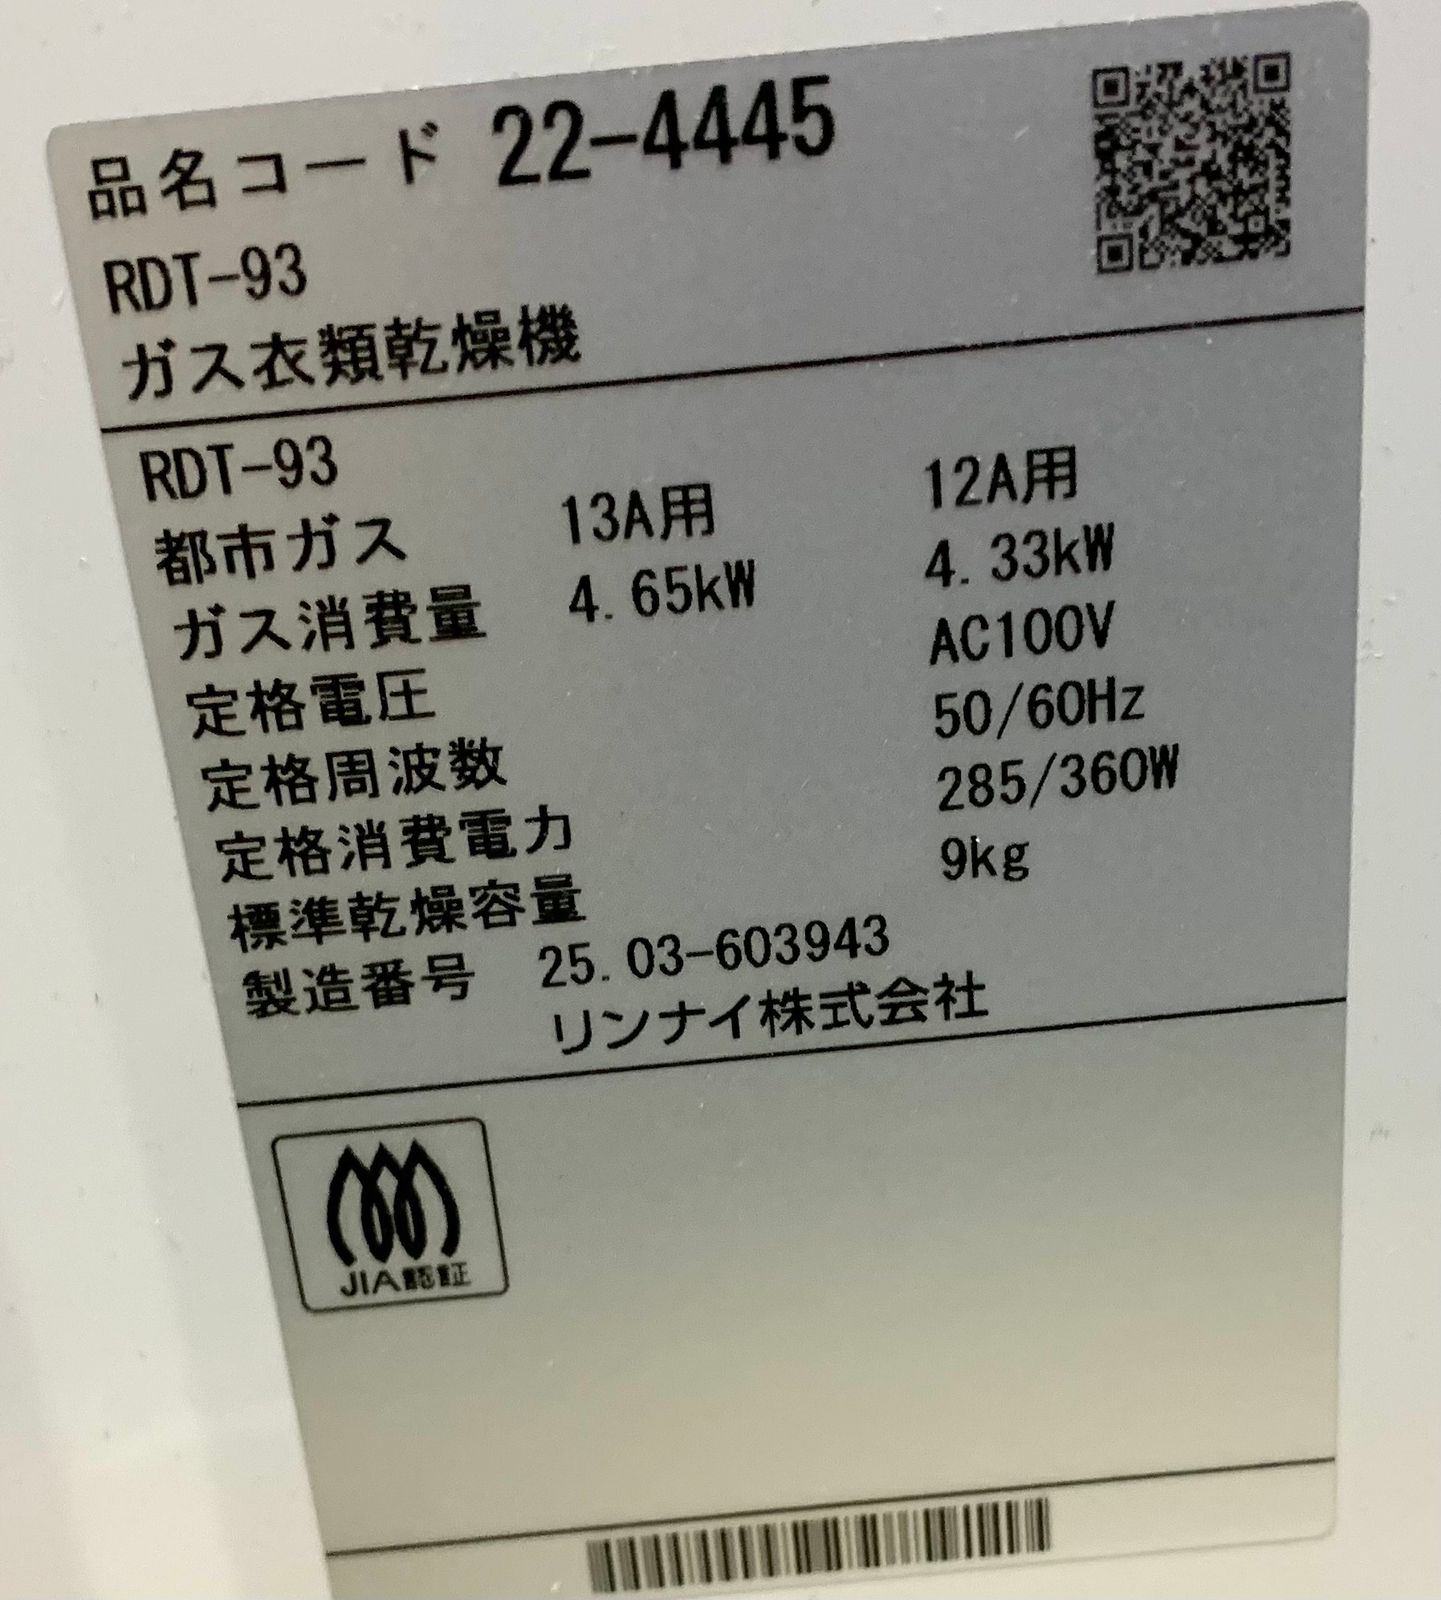 品名コード 22-4445
RDT-93
ガス衣類乾燥機
RDT-93
都市ガス 13A用 12A用
ガス消費量 4.65kW 4.33kW
定格電圧 AC100V
定格周波数 50/60Hz
定格消費電力 285/360W
標準乾燥容量 9kg
製造番号 25.03-603943
リンナイ株式会社
JIA認証